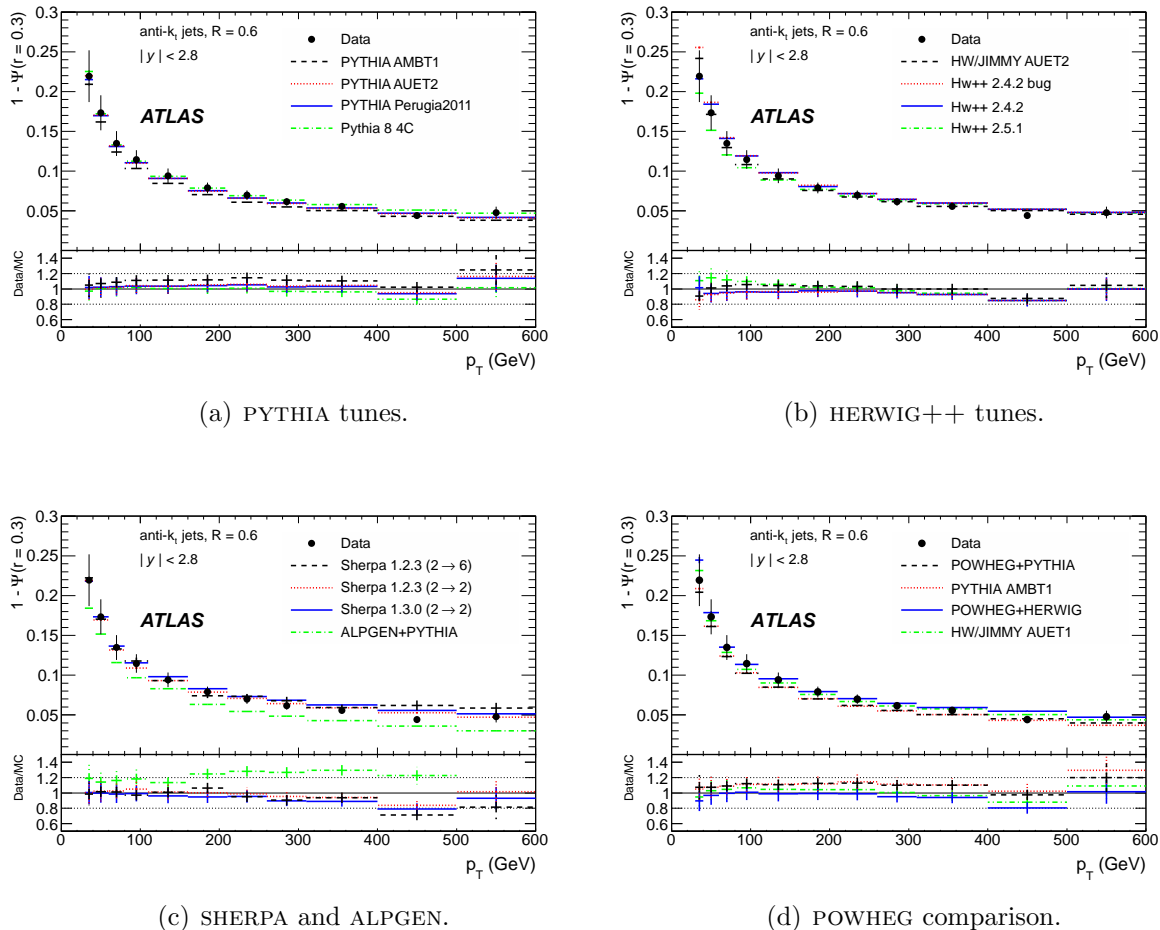 1 - Ψ(r = 0.3)
0.3
0.25
0.2
0.15
0.1
0.05
anti-kt jets, R = 0.6
| y | < 2.8
ATLAS
Data
PYTHIA AMBT1
PYTHIA AUET2
PYTHIA Perugia2011
Pythia 8 4C
Data/MC
1.4
1.2
1
0.8
0.6
0 100 200 300 400 500 600
pT (GeV)
(a) PYTHIA tunes.
1 - Ψ(r = 0.3)
0.3
0.25
0.2
0.15
0.1
0.05
anti-kt jets, R = 0.6
| y | < 2.8
ATLAS
Data
HW/JIMMY AUET2
Hw++ 2.4.2 bug
Hw++ 2.4.2
Hw++ 2.5.1
Data/MC
1.4
1.2
1
0.8
0.6
0 100 200 300 400 500 600
pT (GeV)
(b) HERWIG++ tunes.
1 - Ψ(r = 0.3)
0.3
0.25
0.2
0.15
0.1
0.05
anti-kt jets, R = 0.6
| y | < 2.8
ATLAS
Data
Sherpa 1.2.3 (2 → 6)
Sherpa 1.2.3 (2 → 2)
Sherpa 1.3.0 (2 → 2)
ALPGEN+PYTHIA
Data/MC
1.4
1.2
1
0.8
0.6
0 100 200 300 400 500 600
pT (GeV)
(c) SHERPA and ALPGEN.
1 - Ψ(r = 0.3)
0.3
0.25
0.2
0.15
0.1
0.05
anti-kt jets, R = 0.6
| y | < 2.8
ATLAS
Data
POWHEG+PYTHIA
PYTHIA AMBT1
POWHEG+HERWIG
HW/JIMMY AUET1
Data/MC
1.4
1.2
1
0.8
0.6
0 100 200 300 400 500 600
pT (GeV)
(d) POWHEG comparison.